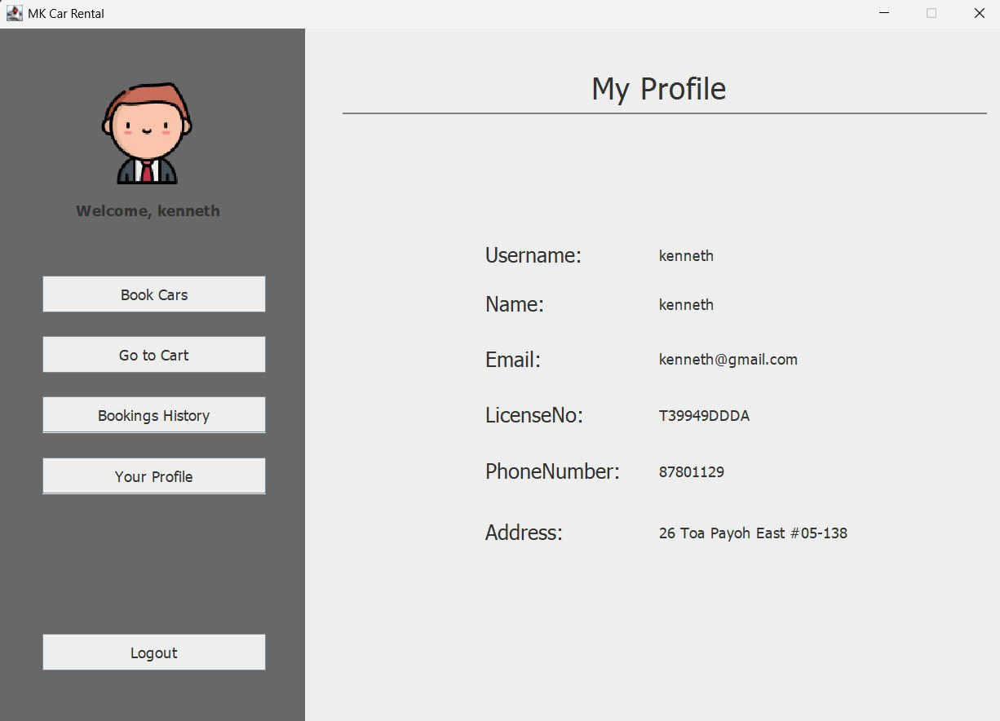 MK Car Rental
Welcome, kenneth
Book Cars
Go to Cart
Bookings History
Your Profile
Logout
My Profile
Username: kenneth
Name: kenneth
Email: kenneth@gmail.com
LicenseNo: T39949DDDA
PhoneNumber: 87801129
Address: 26 Toa Payoh East #05-138